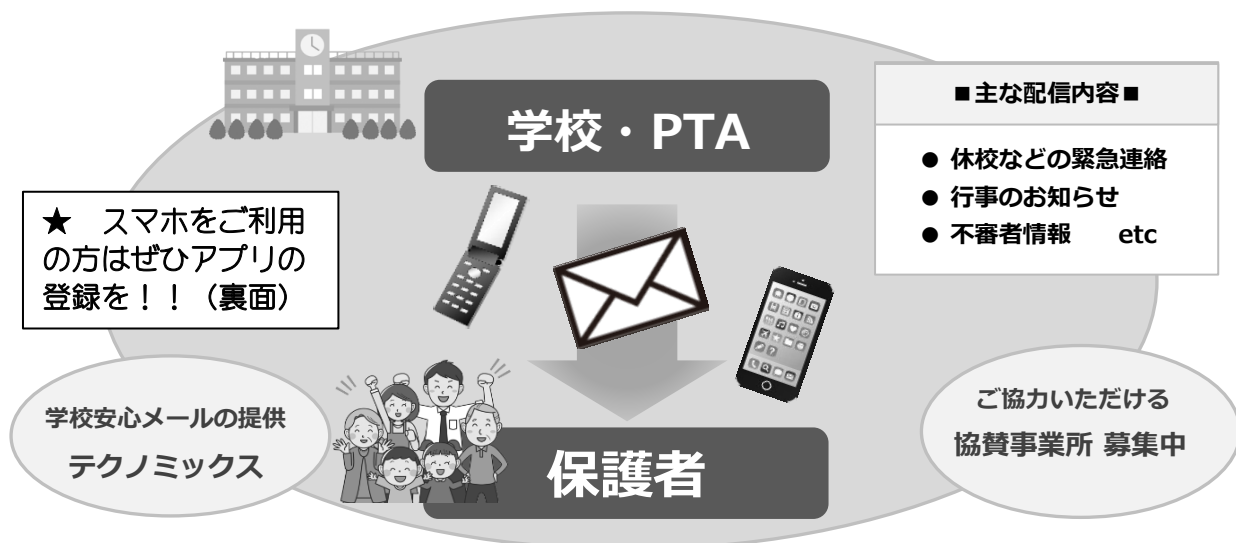 学校・PTA
■主な配信内容■
● 休校などの緊急連絡
● 行事のお知らせ
● 不審者情報　　etc
★　スマホをご利用
の方はぜひアプリの
登録を！！（裏面）
学校安心メールの提供
テクノミックス
保護者
ご協力いただける
協賛事業所 募集中